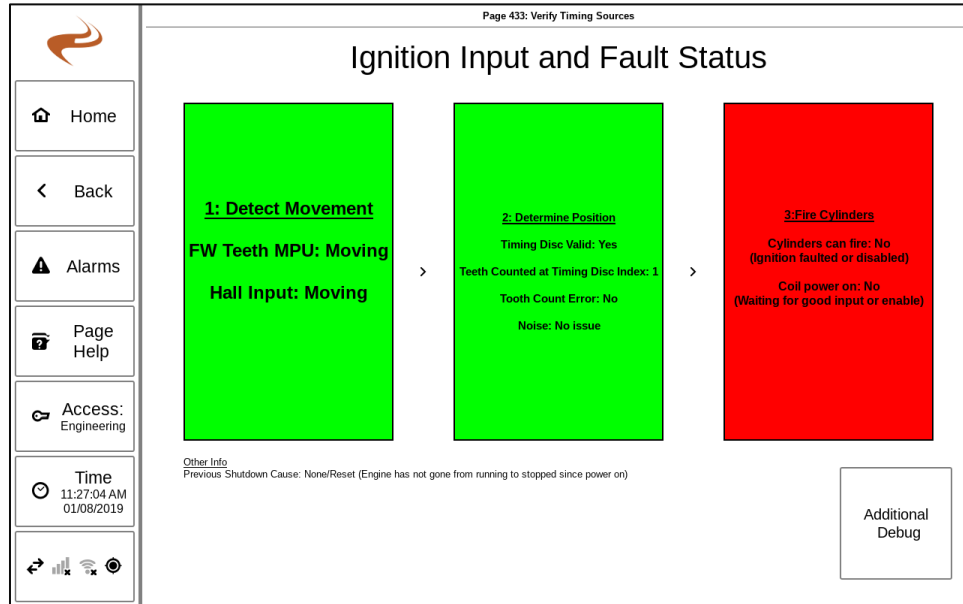 Page 433: Verify Timing Sources
Ignition Input and Fault Status
Home
Back
Alarms
Page
Help
Access:
Engineering
Time
11:27:04 AM
01/08/2019
1: Detect Movement
FW Teeth MPU: Moving
Hall Input: Moving
>
2: Determine Position
Timing Disc Valid: Yes
Teeth Counted at Timing Disc Index: 1
Tooth Count Error: No
Noise: No issue
>
3:Fire Cylinders
Cylinders can fire: No
(Ignition faulted or disabled)
Coil power on: No
(Waiting for good input or enable)
Other Info
Previous Shutdown Cause: None/Reset (Engine has not gone from running to stopped since power on)
Additional
Debug